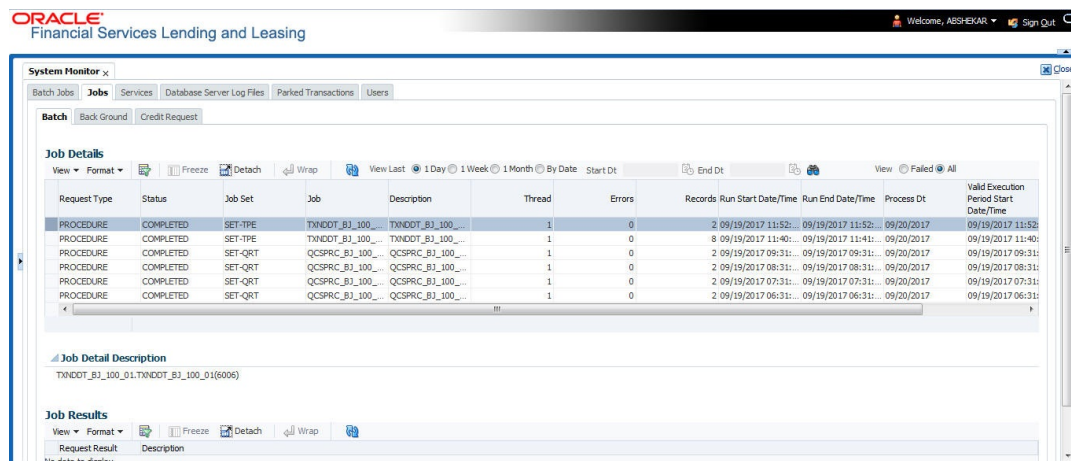 ORACLE
Financial Services Lending and Leasing
Welcome, ABSHEKAR Sign Out
System Monitor x
Close
Batch Jobs Jobs Services Database Server Log Files Parked Transactions Users
Batch Back Ground Credit Request
Job Details
View Format Freeze Detach Wrap View Last 1 Day 1 Week 1 Month By Date Start Dt End Dt View Failed All
Request Type Status Job Set Job Description Thread Errors Records Run Start Date/Time Run End Date/Time Process Dt Valid Execution Period Start Date/Time
PROCEDURE COMPLETED SET-TPE TXNDDT_BJ_100_... TXNDDT_BJ_100_... 1 0 2 09/19/2017 11:52:... 09/19/2017 11:52:... 09/20/2017 09/19/2017 11:52:
PROCEDURE COMPLETED SET-TPE TXNDDT_BJ_100_... TXNDDT_BJ_100_... 1 0 8 09/19/2017 11:40:... 09/19/2017 11:41:... 09/20/2017 09/19/2017 11:40:
PROCEDURE COMPLETED SET-QRT QCSPRC_BJ_100_... QCSPRC_BJ_100_... 1 0 2 09/19/2017 09:31:... 09/19/2017 09:31:... 09/20/2017 09/19/2017 09:31:
PROCEDURE COMPLETED SET-QRT QCSPRC_BJ_100_... QCSPRC_BJ_100_... 1 0 2 09/19/2017 08:31:... 09/19/2017 08:31:... 09/20/2017 09/19/2017 08:31:
PROCEDURE COMPLETED SET-QRT QCSPRC_BJ_100_... QCSPRC_BJ_100_... 1 0 2 09/19/2017 07:31:... 09/19/2017 07:31:... 09/20/2017 09/19/2017 07:31:
PROCEDURE COMPLETED SET-QRT QCSPRC_BJ_100_... QCSPRC_BJ_100_... 1 0 2 09/19/2017 06:31:... 09/19/2017 06:31:... 09/20/2017 09/19/2017 06:31:
Job Detail Description
TXNDDT_BJ_100_01.TXNDDT_BJ_100_01(6006)
Job Results
View Format Freeze Detach Wrap
Request Result Description
No data to display